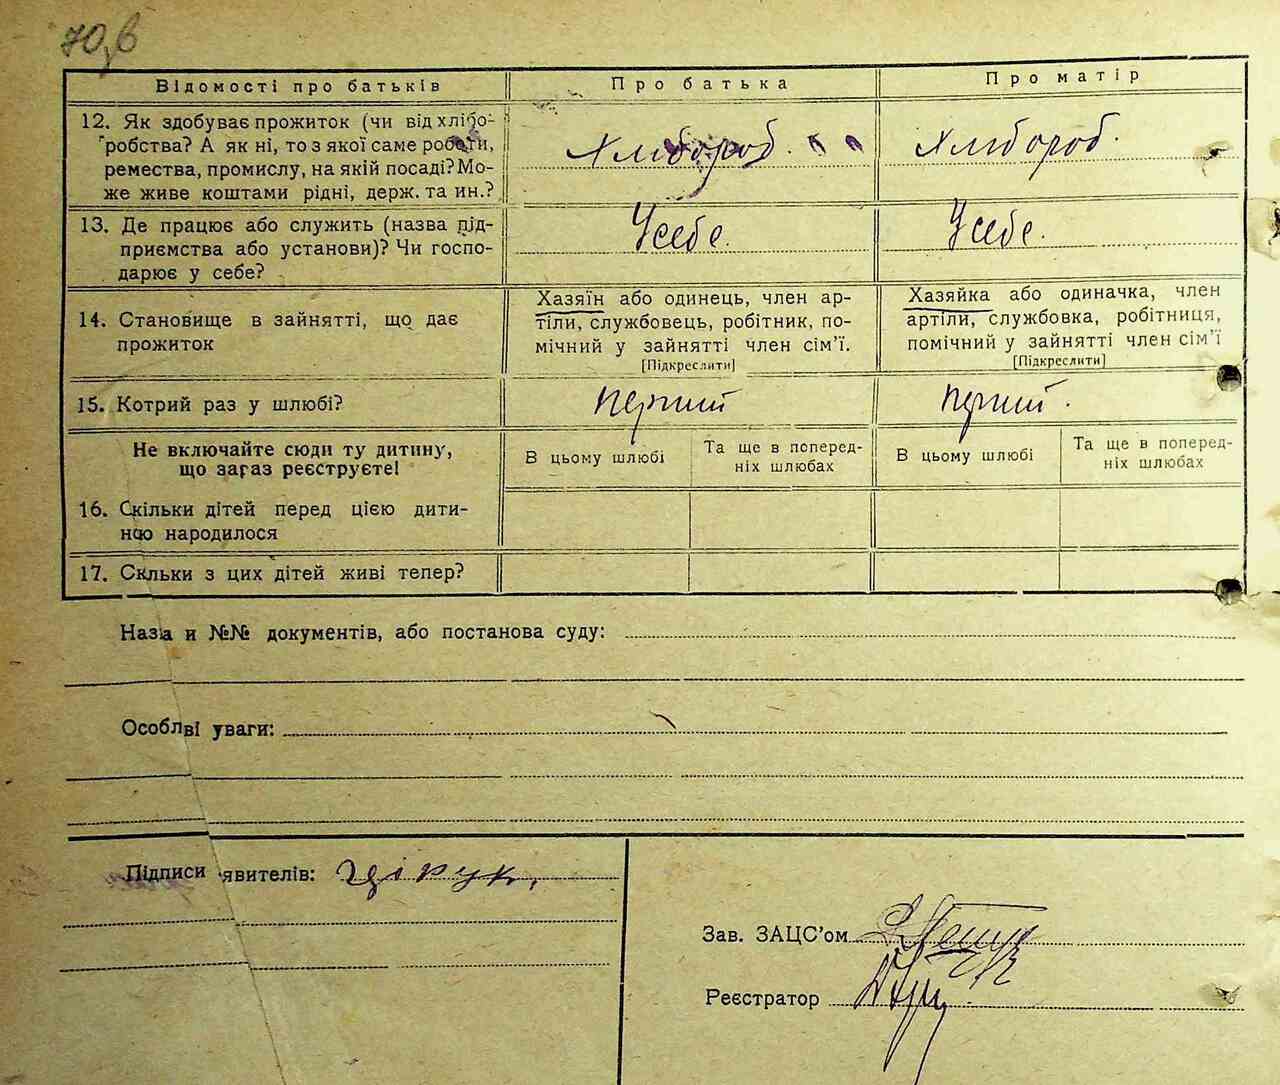 70,в
Відомості про батьків
Про батька
Про матір
12. Як здобуває прожиток (чи від хлібо-
робства? А як ні, то з якої саме роботи,
ремества, промислу, на якій посаді? Мо-
же живе коштами рідні, держ. та ин.?
Хлибороб.
Хлибороб.
13. Де працює або служить (назва під-
приємства або установи)? Чи госпо-
дарює у себе?
Усебе.
Усебе.
14. Становище в зайнятті, що дає
прожиток
Хазяїн або одинець, член ар-
тіли, службовець, робітник, по-
мічний у зайнятті член сім'ї.
[Підкреслити]
Хазяйка або одиначка, член
артіли, службовка, робітниця,
помічний у зайнятті член сім'ї
[Підкреслити]
15. Котрий раз у шлюбі?
перший
перший.
Не включайте сюди ту дитину,
що зараз реєструєте!
В цьому шлюбі
Та ще в поперед-
ніх шлюбах
В цьому шлюбі
Та ще в поперед-
ніх шлюбах
16. Скільки дітей перед цією дити-
ною народилося
17. Скільки з цих дітей живі тепер?
Назва и №№ документів, або постанова суду:
Особлві уваги:
Підписи явителів:
Зав. ЗАЦС'ом
Реєстратор